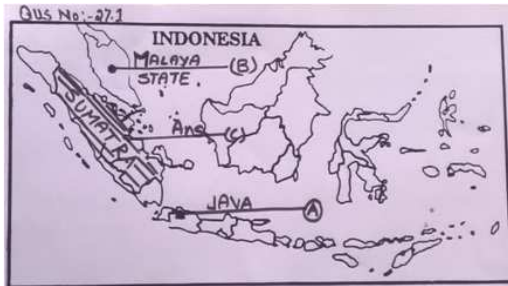 QUS No:-27.1
INDONESIA
MALAYA (B)
STATE
SUMATRA
Ans (C)
JAVA (A)